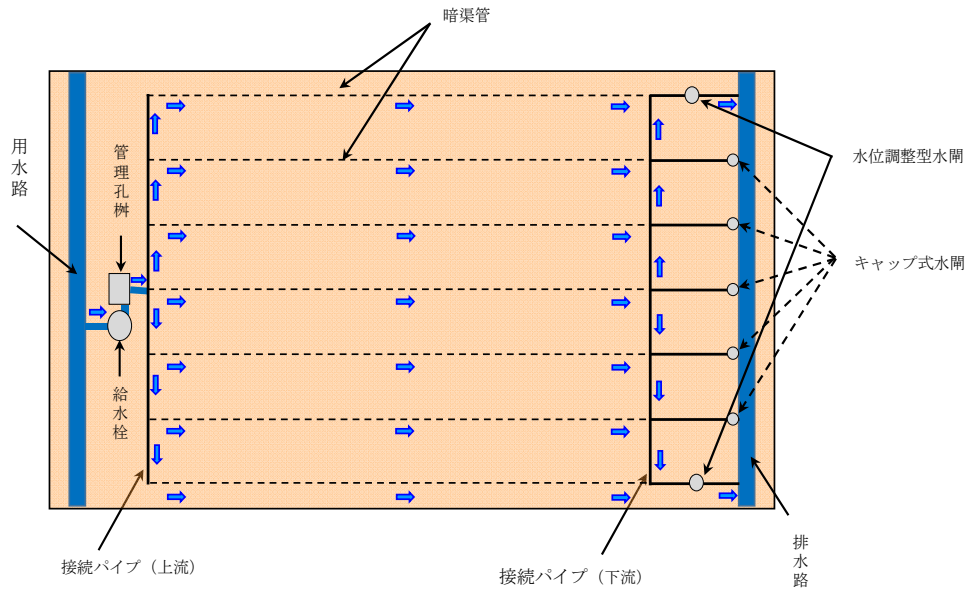 暗渠管
用水路
管理孔桝
水位調整型水閘
キャップ式水閘
給水栓
接続パイプ（上流）
接続パイプ（下流）
排水路